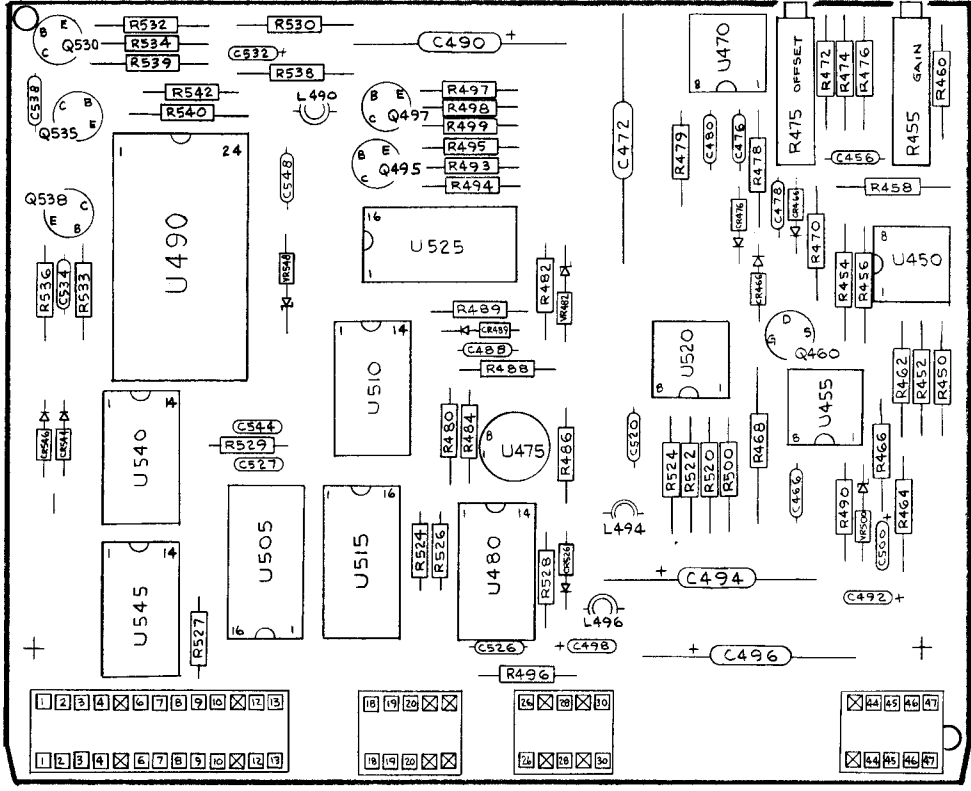 B E C Q530
R532
R534
R539
R530
C532 +
R538
C490 +
C538
C B E Q535
R542
R540
L490
B E C Q497
R497
R498
R499
B E C Q495
R495
R493
R494
C472
U470
8 1
R475 OFFSET
R472
R474
R476
R455 GAIN
R460
R479
C480
C476
R478
C456
R458
C478
CR476
CR466
R470
CR466
1 24
U490
C548
Q538
C E B
16
U525
1
R536
C534
R533
VR548
R482
VR482
R454
R456
8
U450
1
R489
CR489
C488
R488
14
U510
U520
8 1
D G S
Q460
U455
8 1
R462
R452
R450
CR546
CR544
14
U540
C544
R529
C527
R480
R484
8
1
U475
R486
C520
R524
R522
R520
R500
R468
C466
R466
R490
VR500
C500 +
R464
L494
U505
16 1
16
U515
R524
R526
14
U480
R528
CR526
14
U545
R527
+ C494
C492 +
L496
C526
+ C498
+ C496
R496
1 2 3 4 6 7 8 9 10 12 13
18 19 20
26 28 30
44 45 46 47
1 2 3 4 6 7 8 9 10 12 13
18 19 20
26 28 30
44 45 46 47